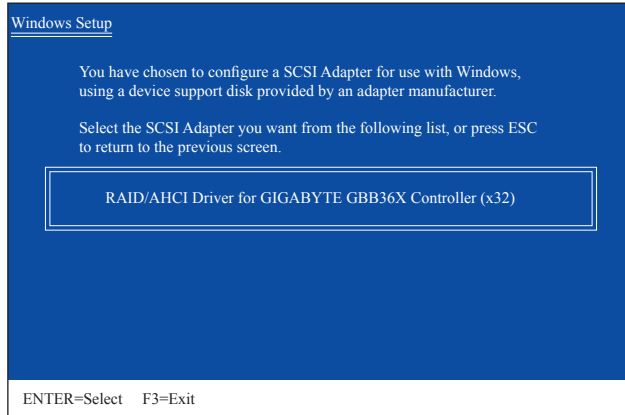 Windows Setup
You have chosen to configure a SCSI Adapter for use with Windows,
using a device support disk provided by an adapter manufacturer.
Select the SCSI Adapter you want from the following list, or press ESC
to return to the previous screen.
RAID/AHCI Driver for GIGABYTE GBB36X Controller (x32)
ENTER=Select F3=Exit